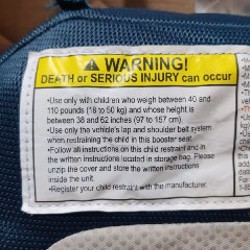 WARNING!
DEATH or SERIOUS INJURY can occur
•Use only with children who weigh between 40 and
110 pounds (18 to 50 kg) and whose height is
between 38 and 62 inches (97 to 157 cm).
•Use only the vehicle's lap and shoulder belt system
when restraining the child in this booster seat.
•Follow all instructions on this child restraint and in
the written instructions located in storage bag. Please
unzip the cover and store the written instructions
inside the unit.
•Register your child restraint with the manufacturer.